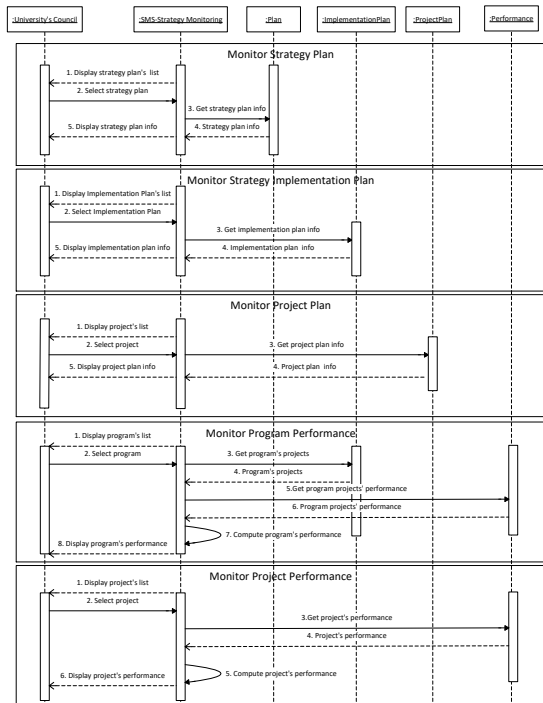 :University's Council :SMS-Strategy Monitoring :Plan :ImplementationPlan :ProjectPlan :Performance
Monitor Strategy Plan
1. Display strategy plan's list
2. Select strategy plan
3. Get strategy plan info
5. Display strategy plan info 4. Strategy plan info
Monitor Strategy Implementation Plan
1. Display Implementation Plan's list
2. Select Implementation Plan
3. Get implementation plan info
5. Display implementation plan info 4. Implementation plan info
Monitor Project Plan
1. Display project's list
2. Select project 3. Get project plan info
5. Display project plan info 4. Project plan info
Monitor Program Performance
1. Display program's list
2. Select program 3. Get program's projects
4. Program's projects
5.Get program projects' performance
6. Program projects' performance
7. Compute program's performance
8. Display program's performance
Monitor Project Performance
1. Display project's list
2. Select project
3.Get project's performance
4. Project's performance
5. Compute project's performance
6. Display project's performance